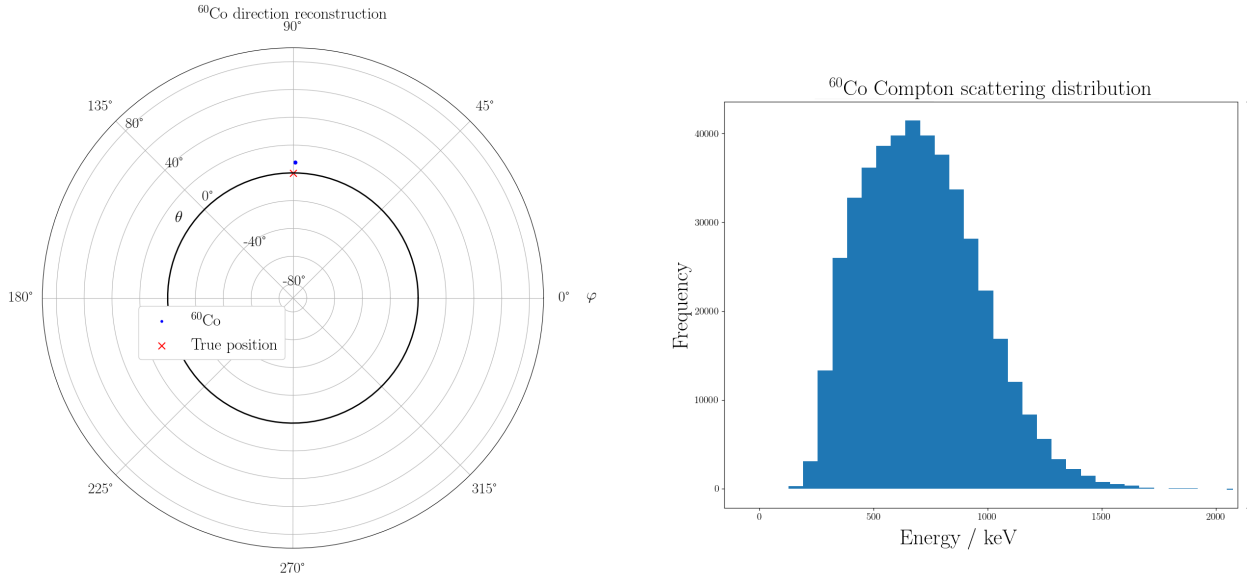 ⁶⁰Co direction reconstruction
90°
135°
45°
80°
40°
0°
θ
-40°
-80°
180°
0°
φ
⁶⁰Co
True position
225°
315°
270°
⁶⁰Co Compton scattering distribution
40000
30000
20000
10000
0
Frequency
0
500
1000
1500
2000
Energy / keV